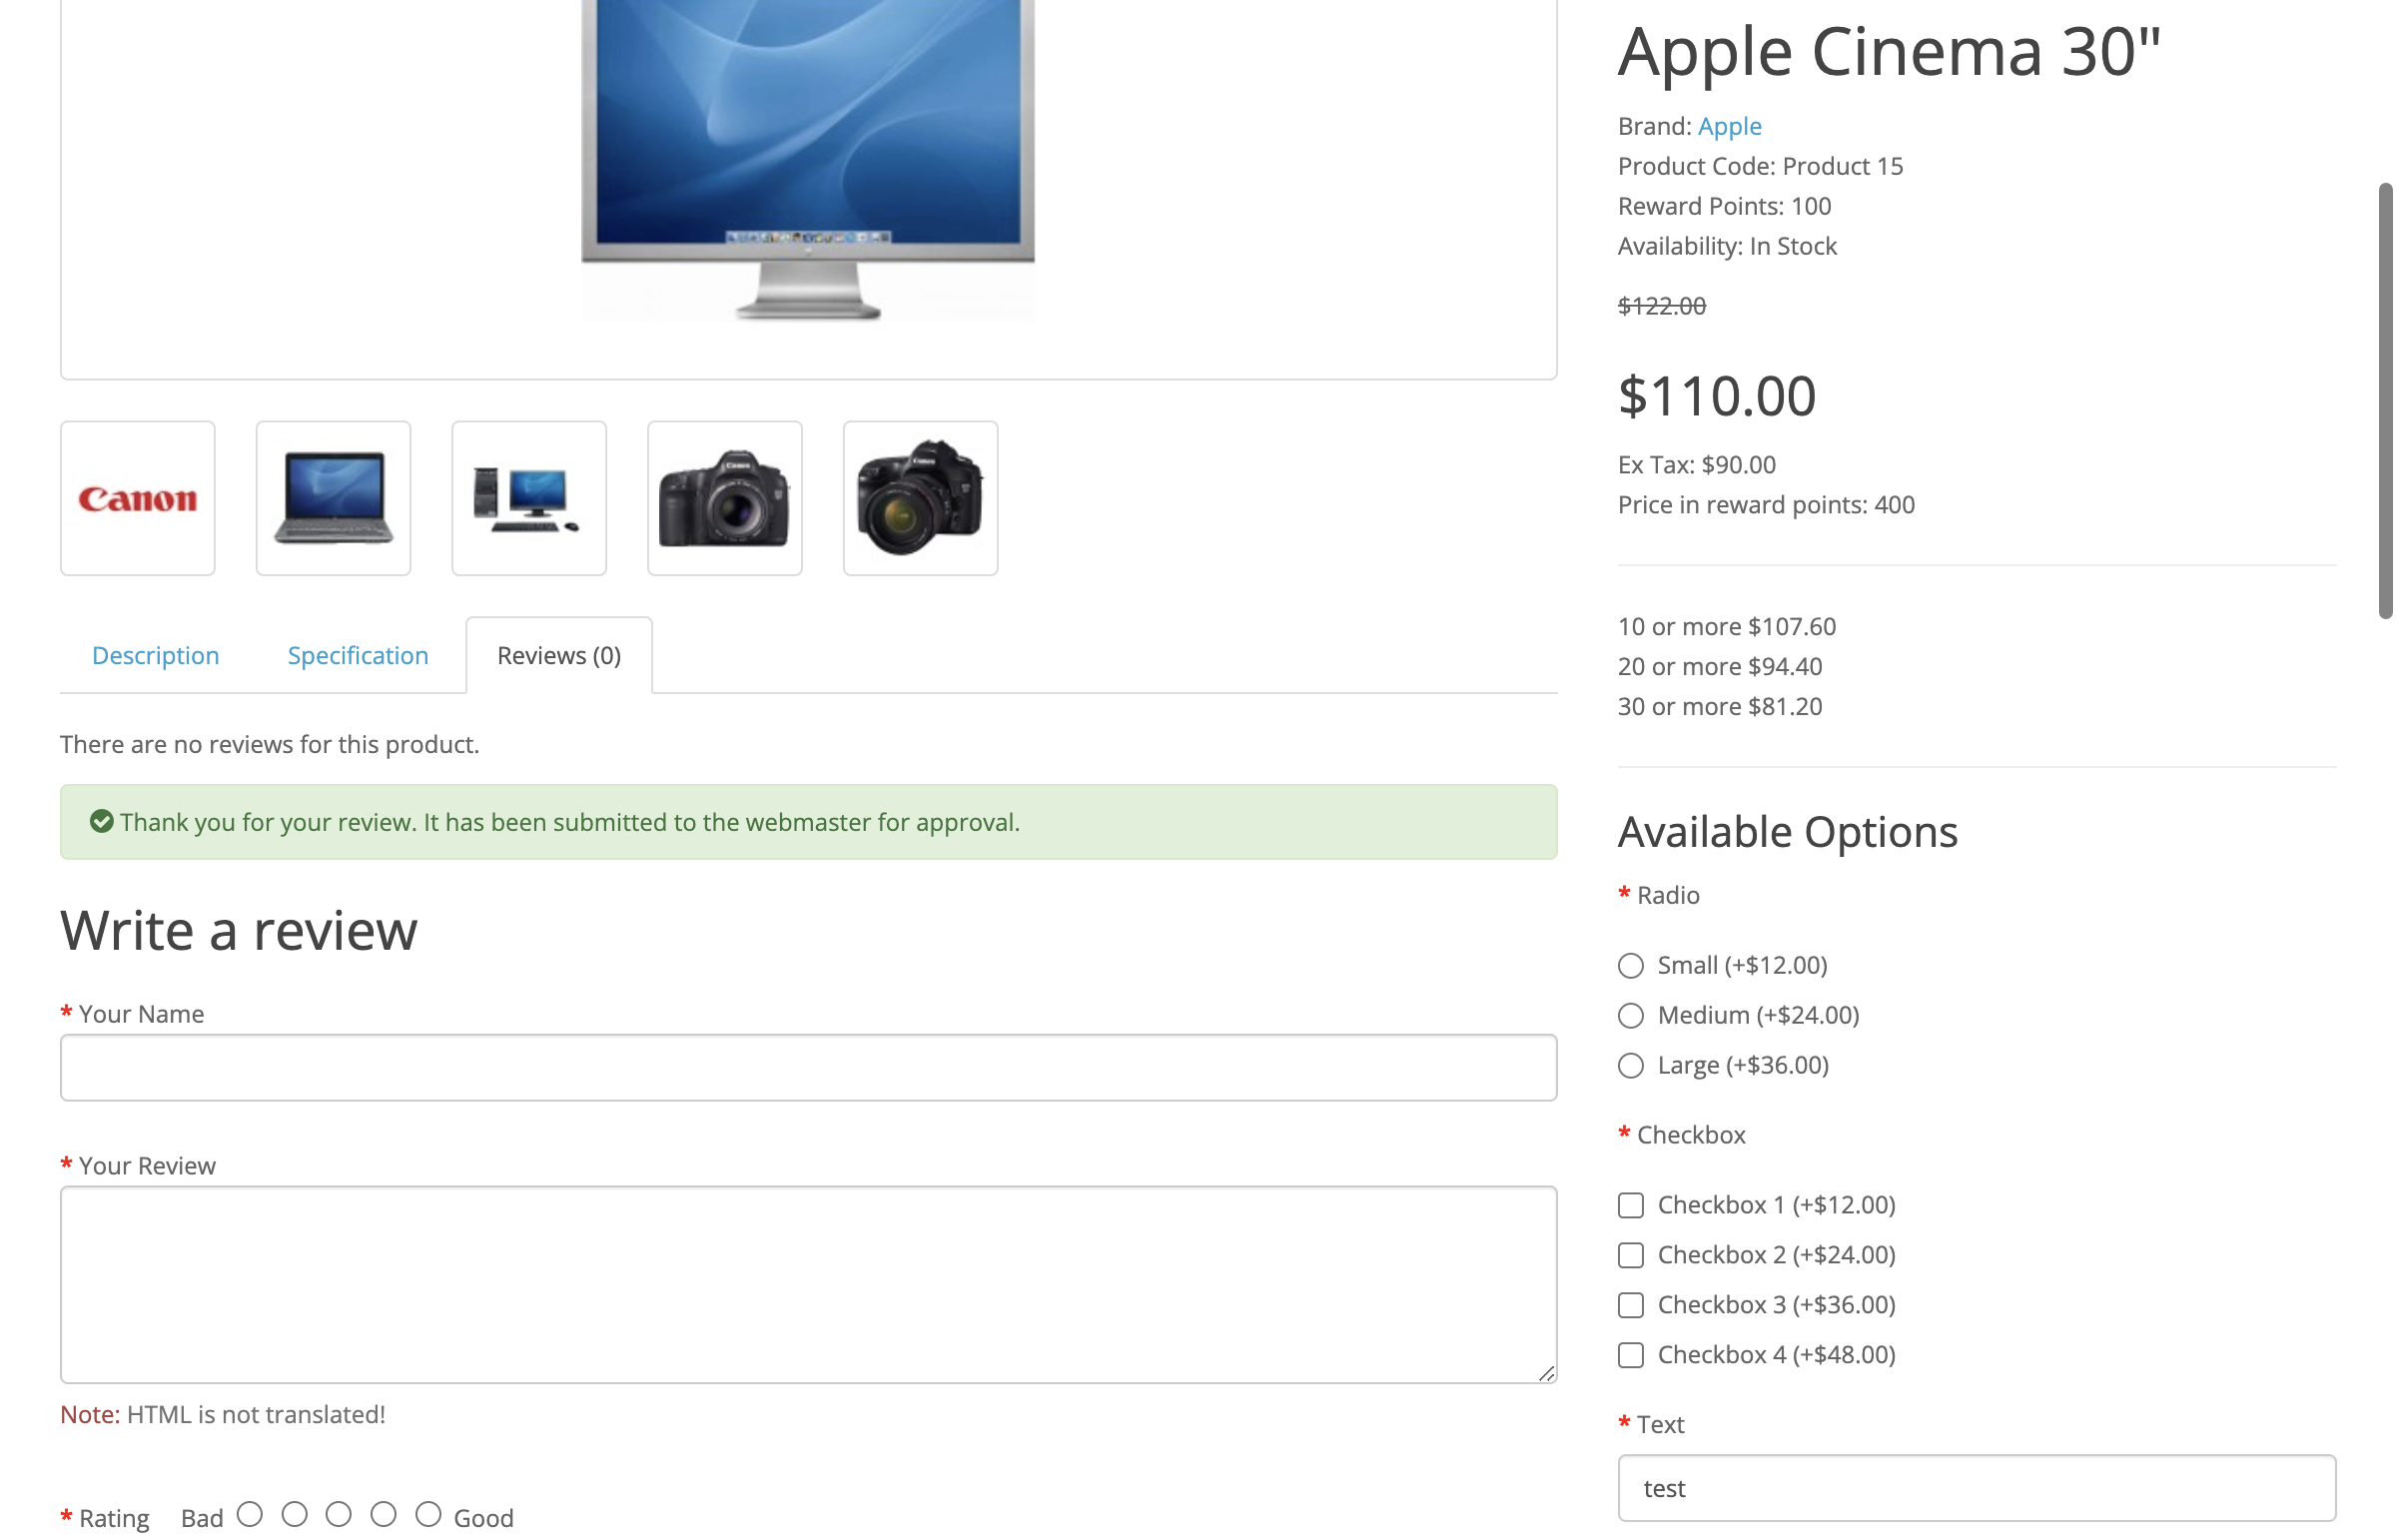 Canon
Description
Specification
Reviews (0)
There are no reviews for this product.
Thank you for your review. It has been submitted to the webmaster for approval.
Write a review
* Your Name
* Your Review
Note: HTML is not translated!
* Rating Bad Good
Apple Cinema 30"
Brand: Apple
Product Code: Product 15
Reward Points: 100
Availability: In Stock
$122.00
$110.00
Ex Tax: $90.00
Price in reward points: 400
10 or more $107.60
20 or more $94.40
30 or more $81.20
Available Options
* Radio
Small (+$12.00)
Medium (+$24.00)
Large (+$36.00)
* Checkbox
Checkbox 1 (+$12.00)
Checkbox 2 (+$24.00)
Checkbox 3 (+$36.00)
Checkbox 4 (+$48.00)
* Text
test